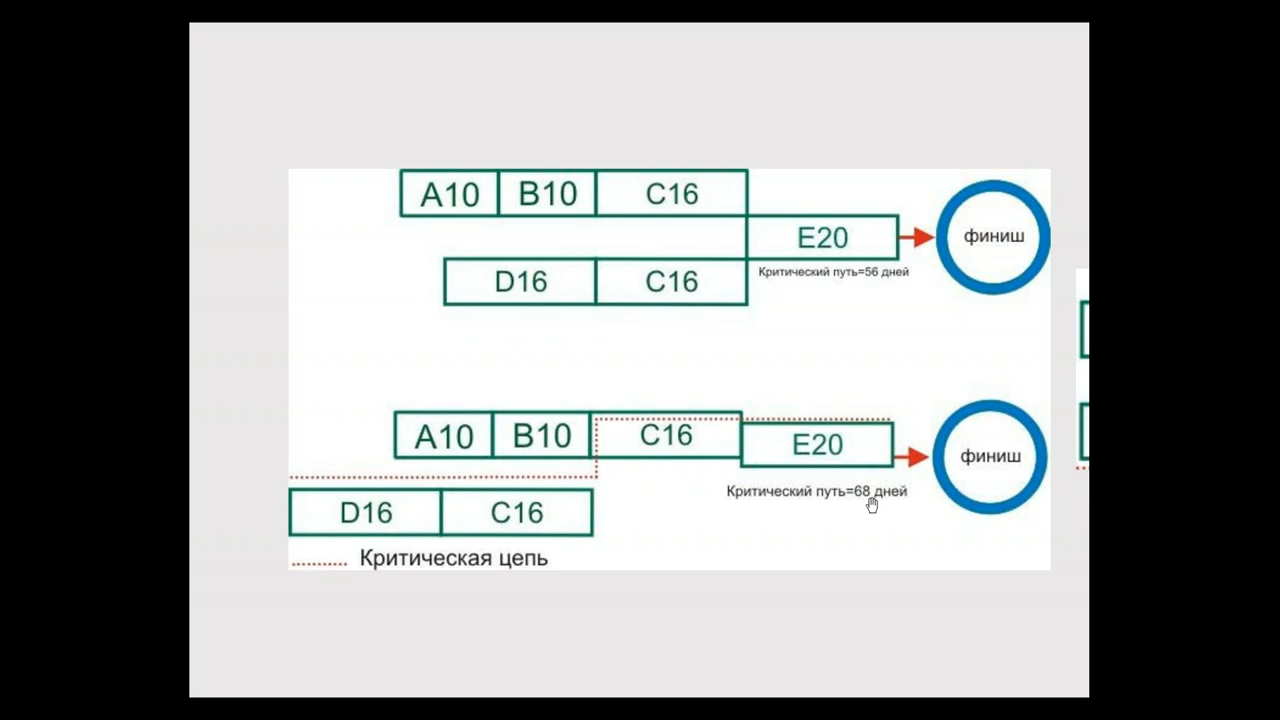 A10 B10 C16
E20 финиш
Критический путь=56 дней
D16 C16
A10 B10 C16 E20 финиш
Критический путь=68 дней
D16 C16
.......... Критическая цепь